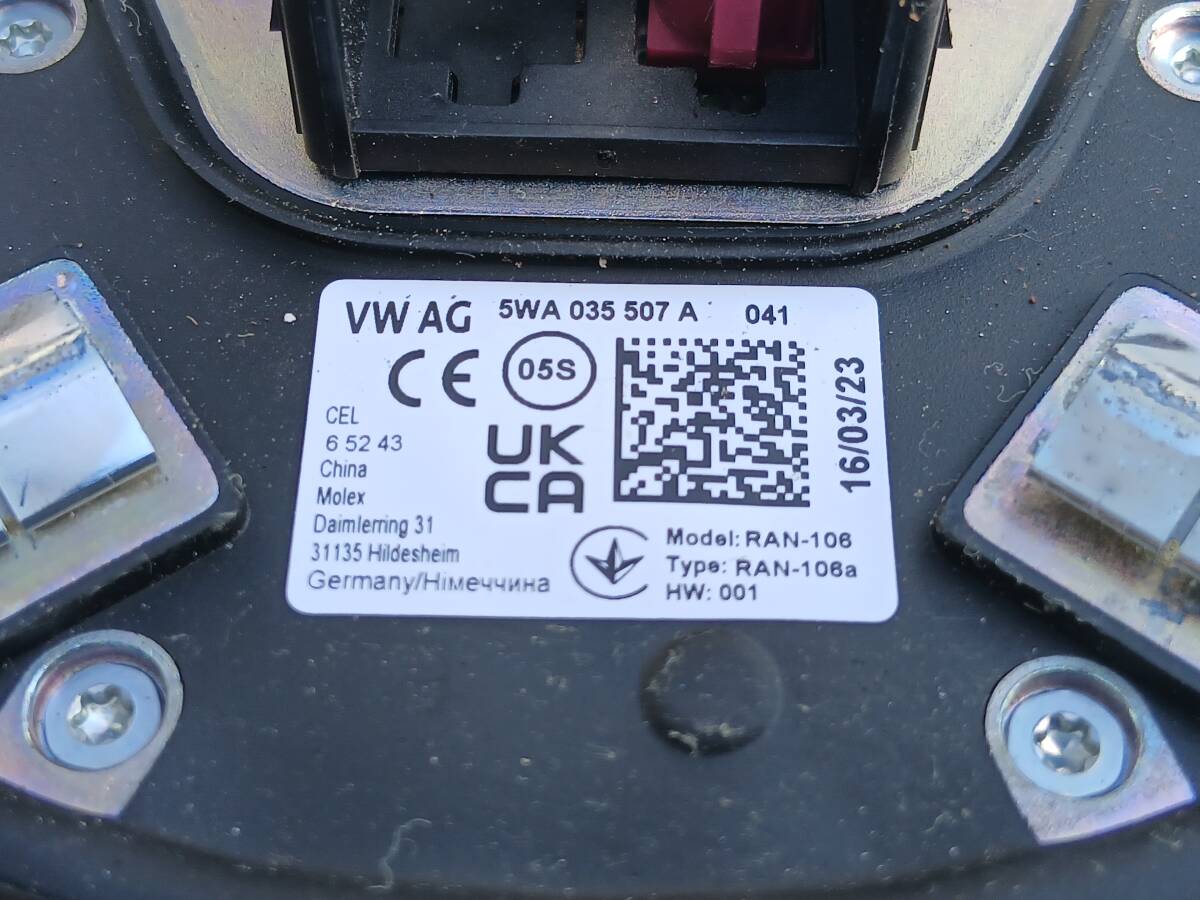 VW AG 5WA 035 507 A 041
CE 05S
CEL
6 52 43
China
Molex
Daimlerring 31
31135 Hildesheim
Germany/Німеччина
UK
CA
16/03/23
Model: RAN-106
Type: RAN-106a
HW: 001